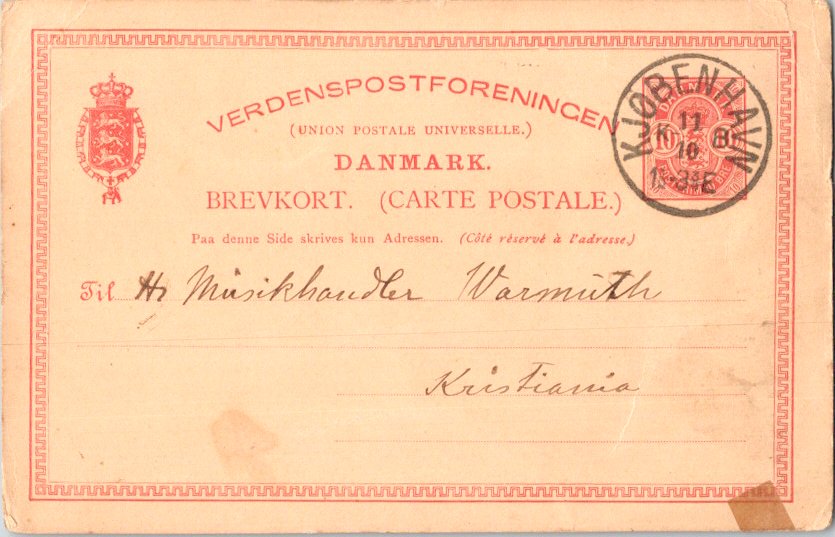 VERDENSPOSTFORENINGEN
(UNION POSTALE UNIVERSELLE.)
DANMARK.
BREVKORT. (CARTE POSTALE.)
Paa denne Side skrives kun Adressen. (Côté réservé à l'adresse.)
KJØBENHAVN
K.
11
10
10
Til Hr Musikhandler Warmuth
Kristiania